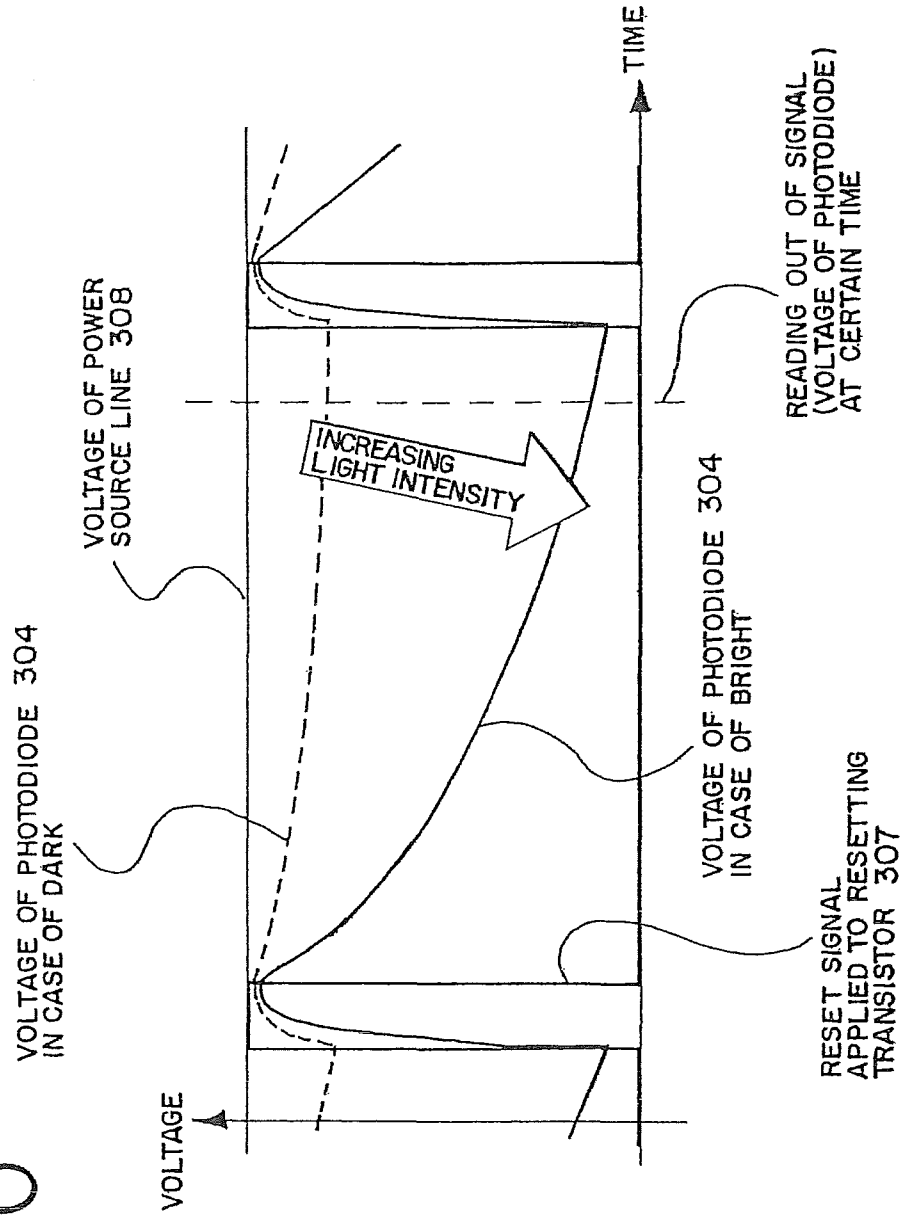 VOLTAGE OF PHOTODIODE 304
IN CASE OF DARK
VOLTAGE OF POWER
SOURCE LINE 308
VOLTAGE
INCREASING
LIGHT INTENSITY
TIME
RESET SIGNAL
APPLIED TO RESETTING
TRANSISTOR 307
VOLTAGE OF PHOTODIODE 304
IN CASE OF BRIGHT
READING OUT OF SIGNAL
(VOLTAGE OF PHOTODIODE)
AT CERTAIN TIME